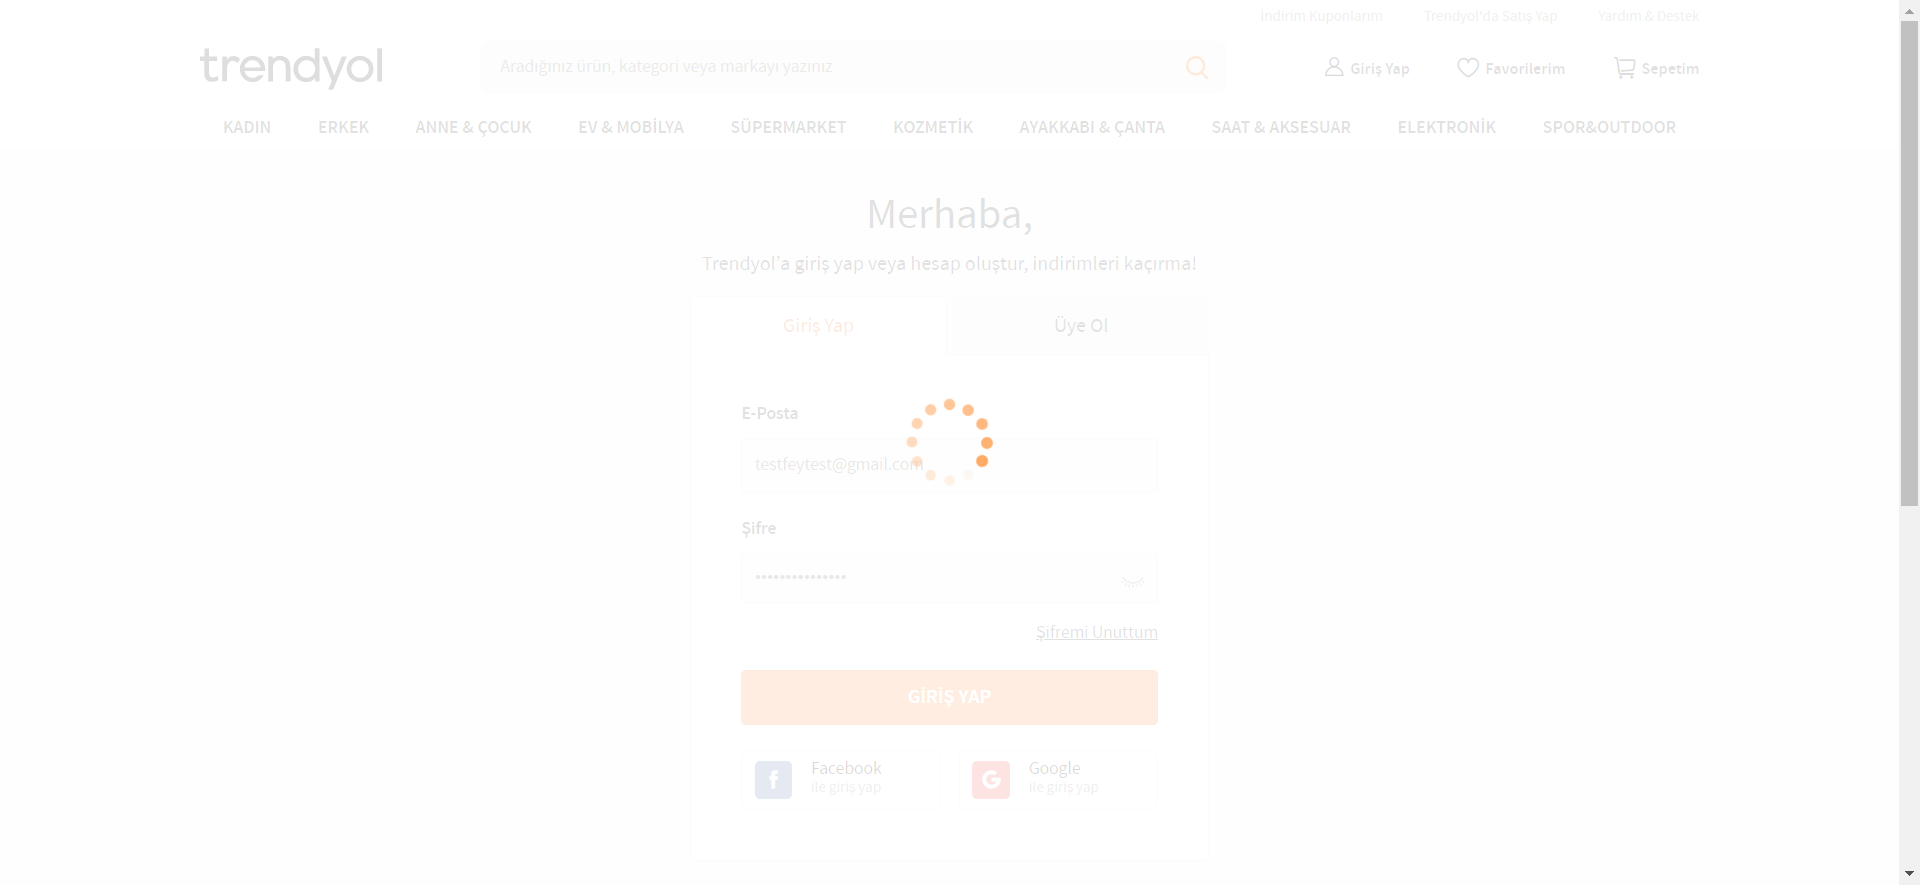 İndirim Kuponlarım Trendyol'da Satış Yap Yardım & Destek
trendyol
Aradığınız ürün, kategori veya markayı yazınız
Giriş Yap Favorilerim Sepetim
KADIN ERKEK ANNE & ÇOCUK EV & MOBİLYA SÜPERMARKET KOZMETİK AYAKKABI & ÇANTA SAAT & AKSESUAR ELEKTRONİK SPOR&OUTDOOR
Merhaba,
Trendyol’a giriş yap veya hesap oluştur, indirimleri kaçırma!
Giriş Yap Üye Ol
E-Posta
testfeytest@gmail.com
Şifre
•••••••••••••••
Şifremi Unuttum
GİRİŞ YAP
f Facebook
ile giriş yap
G Google
ile giriş yap